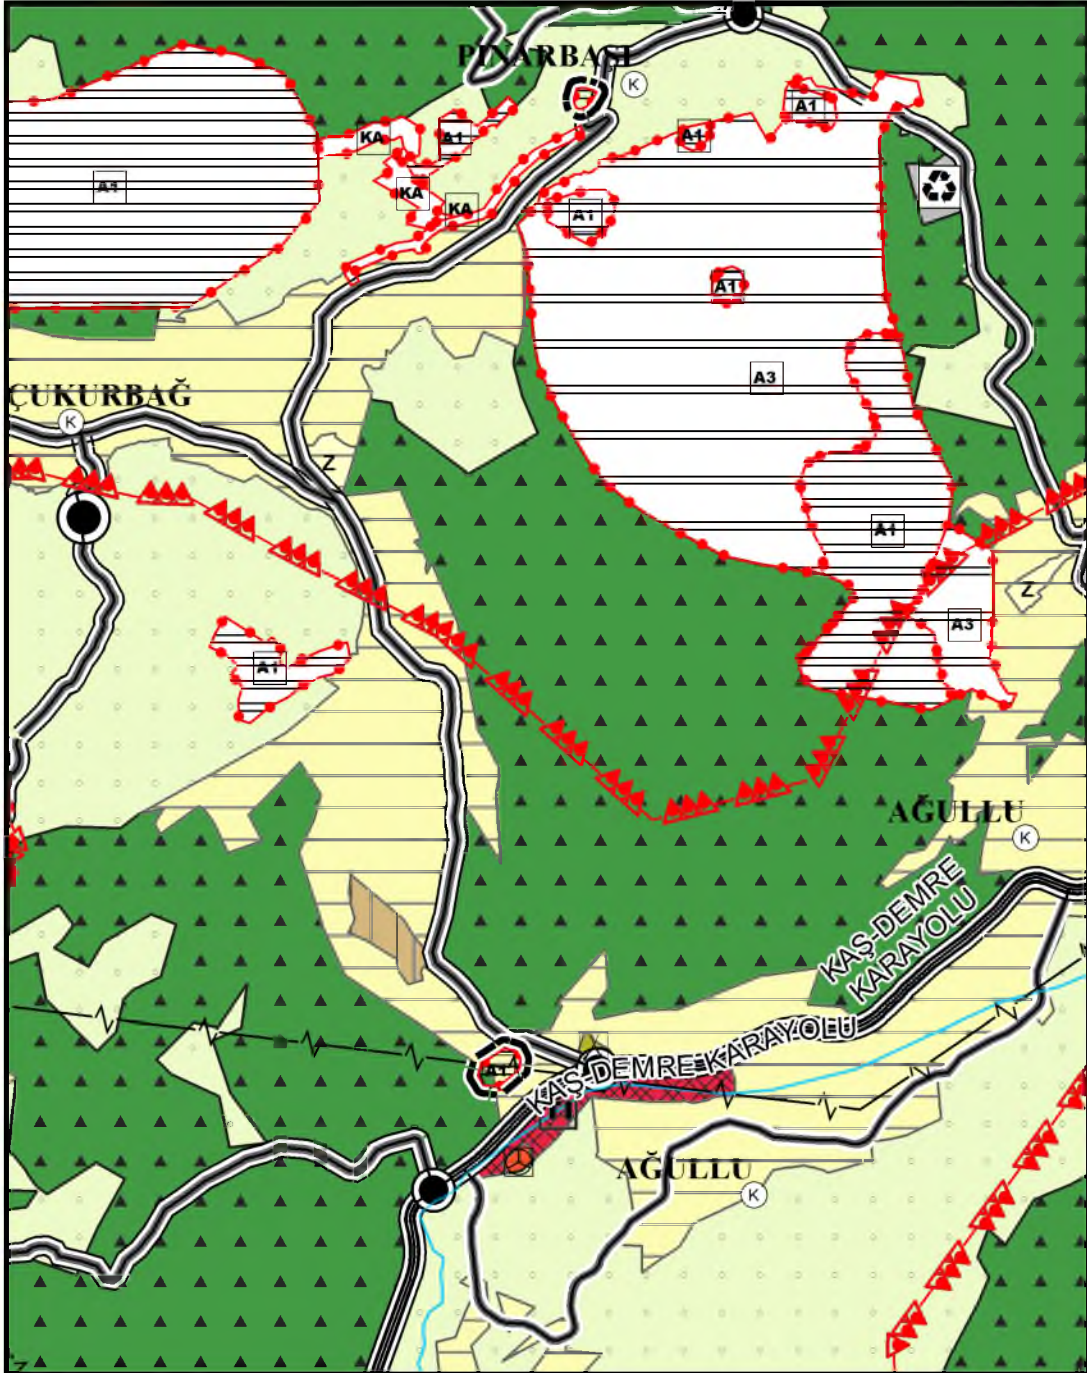 PINARBAŞI
K
A1
A1
KA
A1
A1
A1
KA
KA
A1
A1
A3
ÇUKURBAĞ
K
Z
A1
Z
A3
A1
AĞULLU
K
KAŞ-DEMRE
KARAYOLU
KAŞ-DEMRE KARAYOLU
A1
AĞULLU
K